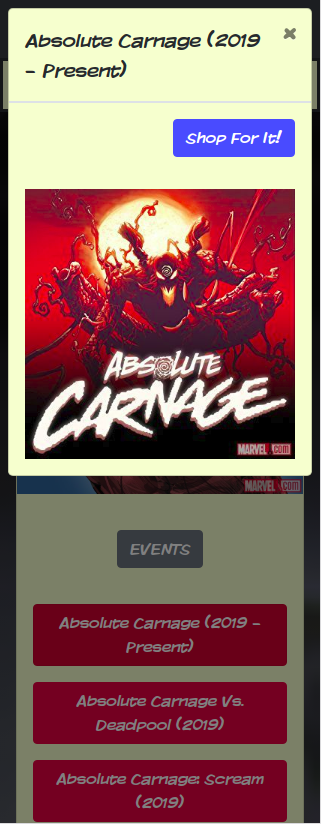 Absolute Carnage (2019
- Present)
×
Shop For It!
ABSOLUTE
CARNAGE
MARVEL.com
MARVEL.com
EVENTS
Absolute Carnage (2019 -
Present)
Absolute Carnage Vs.
Deadpool (2019)
Absolute Carnage: Scream
(2019)